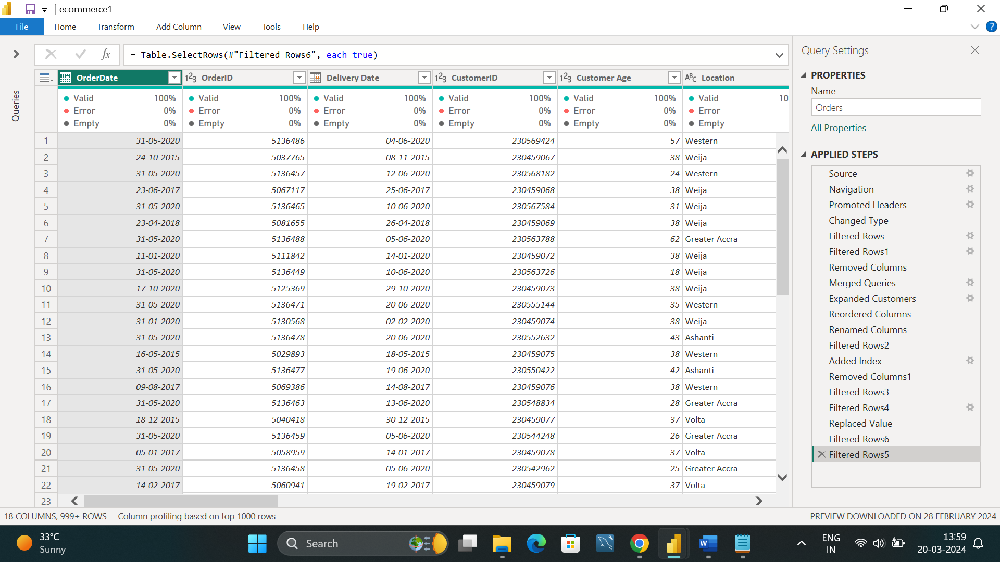 ecommerce1
File Home Transform Add Column View Tools Help
?
fx = Table.SelectRows(#"Filtered Rows6", each true)
Queries
OrderDate 123 OrderID Delivery Date 123 CustomerID 123 Customer Age ABC Location
Valid 100% Valid 100% Valid 100% Valid 100% Valid 100% Valid 10
Error 0% Error 0% Error 0% Error 0% Error 0% Error
Empty 0% Empty 0% Empty 0% Empty 0% Empty 0% Empty
1 31-05-2020 5136486 04-06-2020 230569424 57 Western
2 24-10-2015 5037765 08-11-2015 230459067 38 Weija
3 31-05-2020 5136457 12-06-2020 230568182 24 Western
4 23-06-2017 5067117 25-06-2017 230459068 38 Weija
5 31-05-2020 5136465 10-06-2020 230567584 31 Weija
6 23-04-2018 5081655 26-04-2018 230459069 38 Weija
7 31-05-2020 5136488 05-06-2020 230563788 62 Greater Accra
8 11-01-2020 5111842 14-01-2020 230459072 38 Weija
9 31-05-2020 5136449 10-06-2020 230563726 18 Weija
10 17-10-2020 5125369 29-10-2020 230459073 38 Weija
11 31-05-2020 5136471 20-06-2020 230555144 35 Western
12 31-01-2020 5130568 02-02-2020 230459074 38 Weija
13 31-05-2020 5136478 20-06-2020 230552632 43 Ashanti
14 16-05-2015 5029893 18-05-2015 230459075 38 Western
15 31-05-2020 5136477 19-06-2020 230550422 42 Ashanti
16 09-08-2017 5069386 14-08-2017 230459076 38 Western
17 31-05-2020 5136463 13-06-2020 230548834 28 Greater Accra
18 18-12-2015 5040418 30-12-2015 230459077 37 Volta
19 31-05-2020 5136459 05-06-2020 230544248 26 Greater Accra
20 05-01-2017 5058959 14-01-2017 230459078 37 Volta
21 31-05-2020 5136458 05-06-2020 230542962 25 Greater Accra
22 14-02-2017 5060941 19-02-2017 230459079 37 Volta
23
Query Settings
PROPERTIES
Name
Orders
All Properties
APPLIED STEPS
Source
Navigation
Promoted Headers
Changed Type
Filtered Rows
Filtered Rows1
Removed Columns
Merged Queries
Expanded Customers
Reordered Columns
Renamed Columns
Filtered Rows2
Added Index
Removed Columns1
Filtered Rows3
Filtered Rows4
Replaced Value
Filtered Rows6
Filtered Rows5
18 COLUMNS, 999+ ROWS Column profiling based on top 1000 rows PREVIEW DOWNLOADED ON 28 FEBRUARY 2024
33°C
Sunny
Search
W
ENG
IN
13:59
20-03-2024